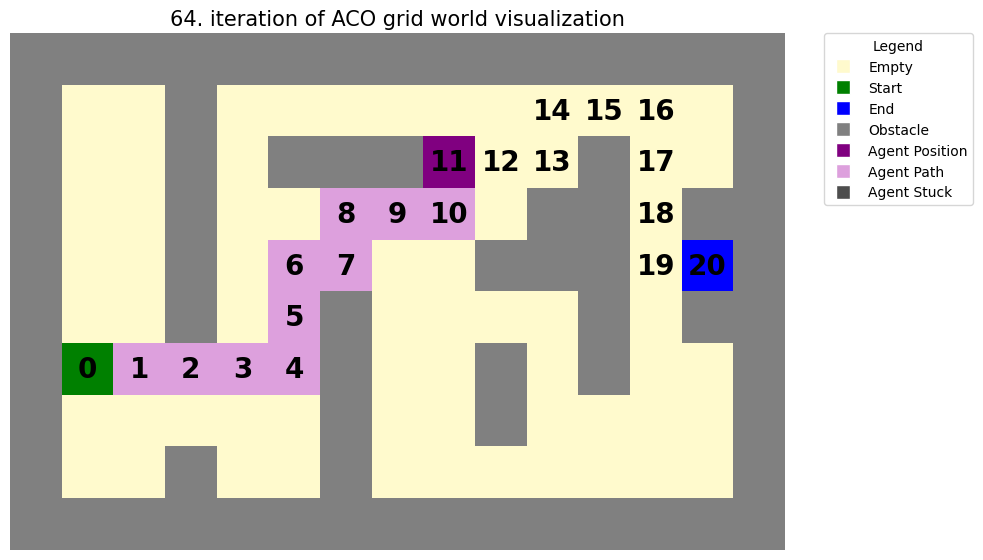 64. iteration of ACO grid world visualization
Legend
Empty
Start
End
Obstacle
Agent Position
Agent Path
Agent Stuck
14 15 16
11 12 13 17
8 9 10 18
6 7 19 20
5
0 1 2 3 4